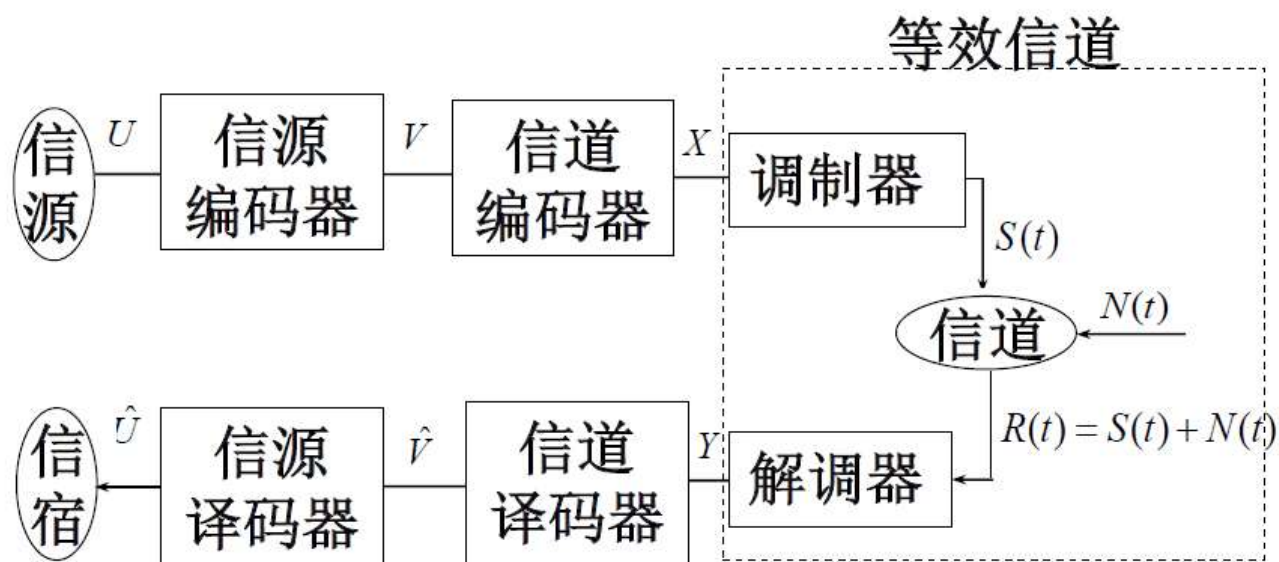 等效信道
信源
U
信源
编码器
V
信道
编码器
X
调制器
S(t)
信道
N(t)
R(t) = S(t) + N(t)
解调器
Y
信道
译码器
V̂
信源
译码器
Û
信宿